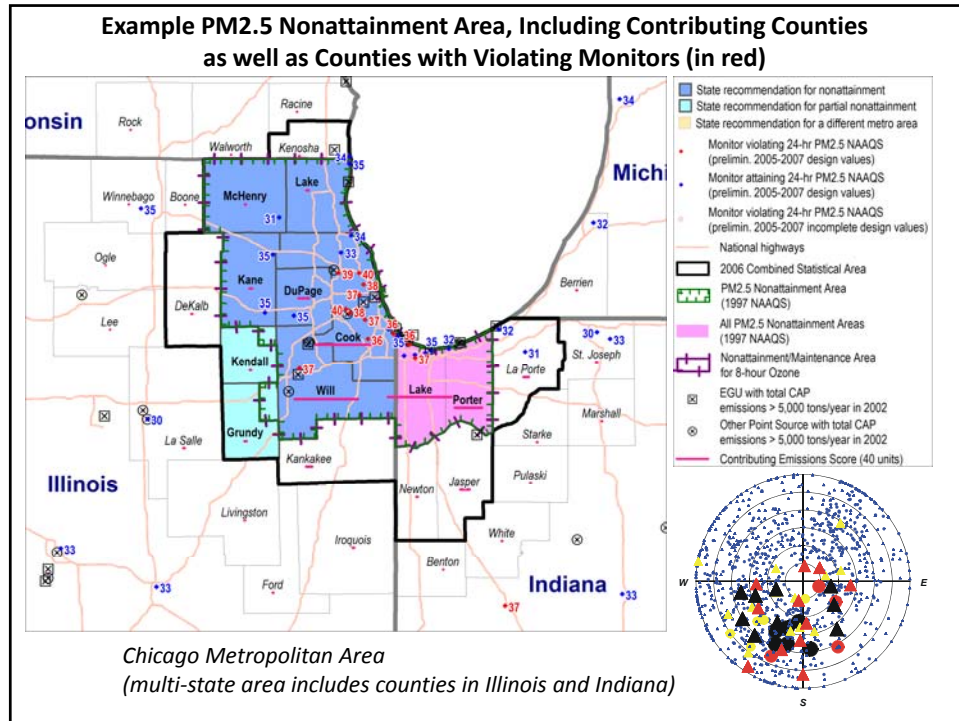 Example PM2.5 Nonattainment Area, Including Contributing Counties
as well as Counties with Violating Monitors (in red)
onsin
Rock
Racine
Walworth
Kenosha
34
35
34
Michi
McHenry
Lake
Winnebago
Boone
35
31
34
32
33
35
Ogle
39
40
38
Berrien
Kane
DuPage
37
DeKalb
35
35
40
38
37
Lee
36
36
Cook
36
35
35
32
32
30
33
Kendall
37
31
St. Joseph
La Porte
37
Will
Lake
Porter
Marshall
30
La Salle
Grundy
Starke
Kankakee
Illinois
Newton
Jasper
Pulaski
Livingston
White
Iroquois
Benton
33
Ford
33
Indiana
33
37
State recommendation for nonattainment
State recommendation for partial nonattainment
State recommendation for a different metro area
Monitor violating 24-hr PM2.5 NAAQS
(prelimin. 2005-2007 design values)
Monitor attaining 24-hr PM2.5 NAAQS
(prelimin. 2005-2007 design values)
Monitor violating 24-hr PM2.5 NAAQS
(prelimin. 2005-2007 incomplete design values)
National highways
2006 Combined Statistical Area
PM2.5 Nonattainment Area
(1997 NAAQS)
All PM2.5 Nonattainment Areas
(1997 NAAQS)
Nonattainment/Maintenance Area
for 8-hour Ozone
EGU with total CAP
emissions > 5,000 tons/year in 2002
Other Point Source with total CAP
emissions > 5,000 tons/year in 2002
Contributing Emissions Score (40 units)
W
E
S
Chicago Metropolitan Area
(multi-state area includes counties in Illinois and Indiana)